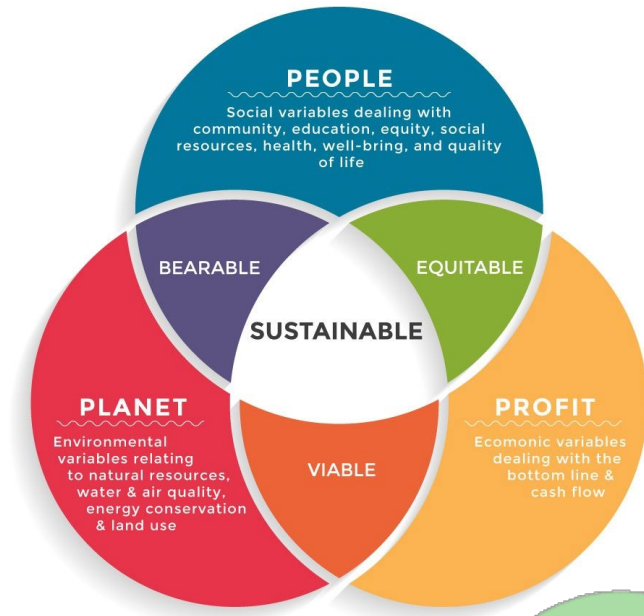 PEOPLE
Social variables dealing with
community, education, equity, social
resources, health, well-bring, and quality
of life
BEARABLE
EQUITABLE
SUSTAINABLE
PLANET
Environmental
variables relating
to natural resources,
water & air quality,
energy conservation
& land use
VIABLE
PROFIT
Ecomonic variables
dealing with the
bottom line &
cash flow